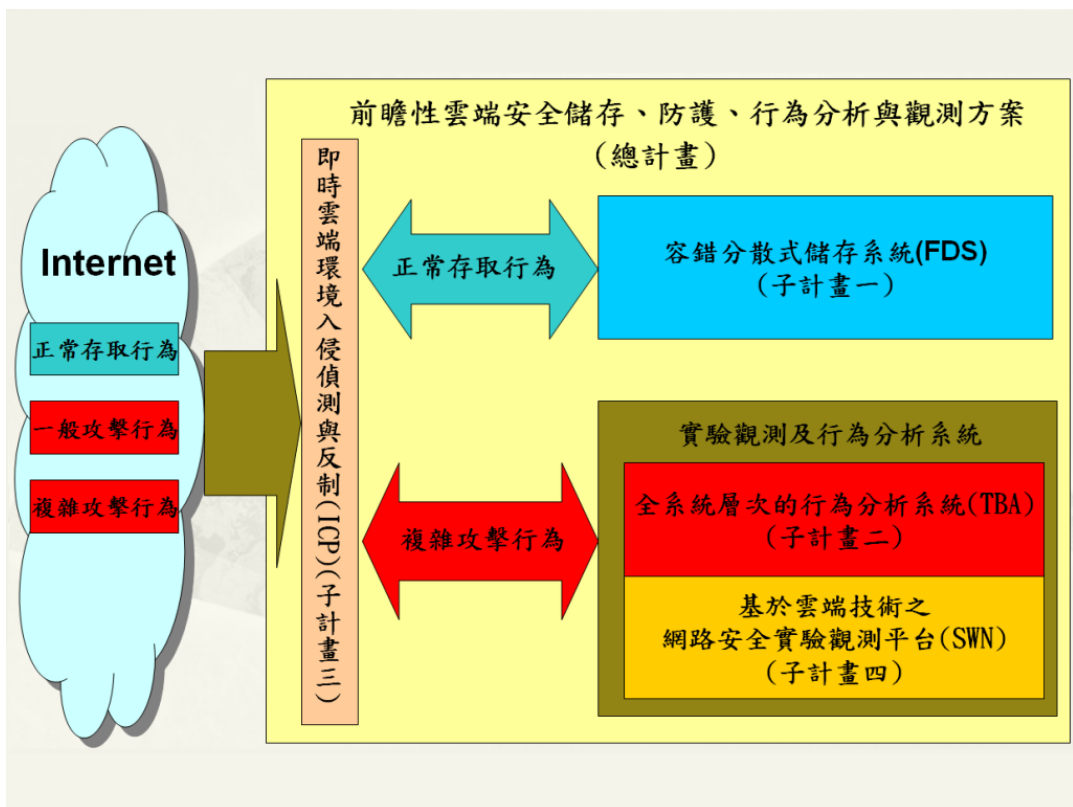 前瞻性雲端安全儲存、防護、行為分析與觀測方案
(總計畫)
Internet
正常存取行為
一般攻擊行為
複雜攻擊行為
即時雲端環境入侵偵測與反制(ICP)(子計畫三)
正常存取行為
容錯分散式儲存系統(FDS)
(子計畫一)
複雜攻擊行為
實驗觀測及行為分析系統
全系統層次的行為分析系統(TBA)
(子計畫二)
基於雲端技術之
網路安全實驗觀測平台(SWN)
(子計畫四)